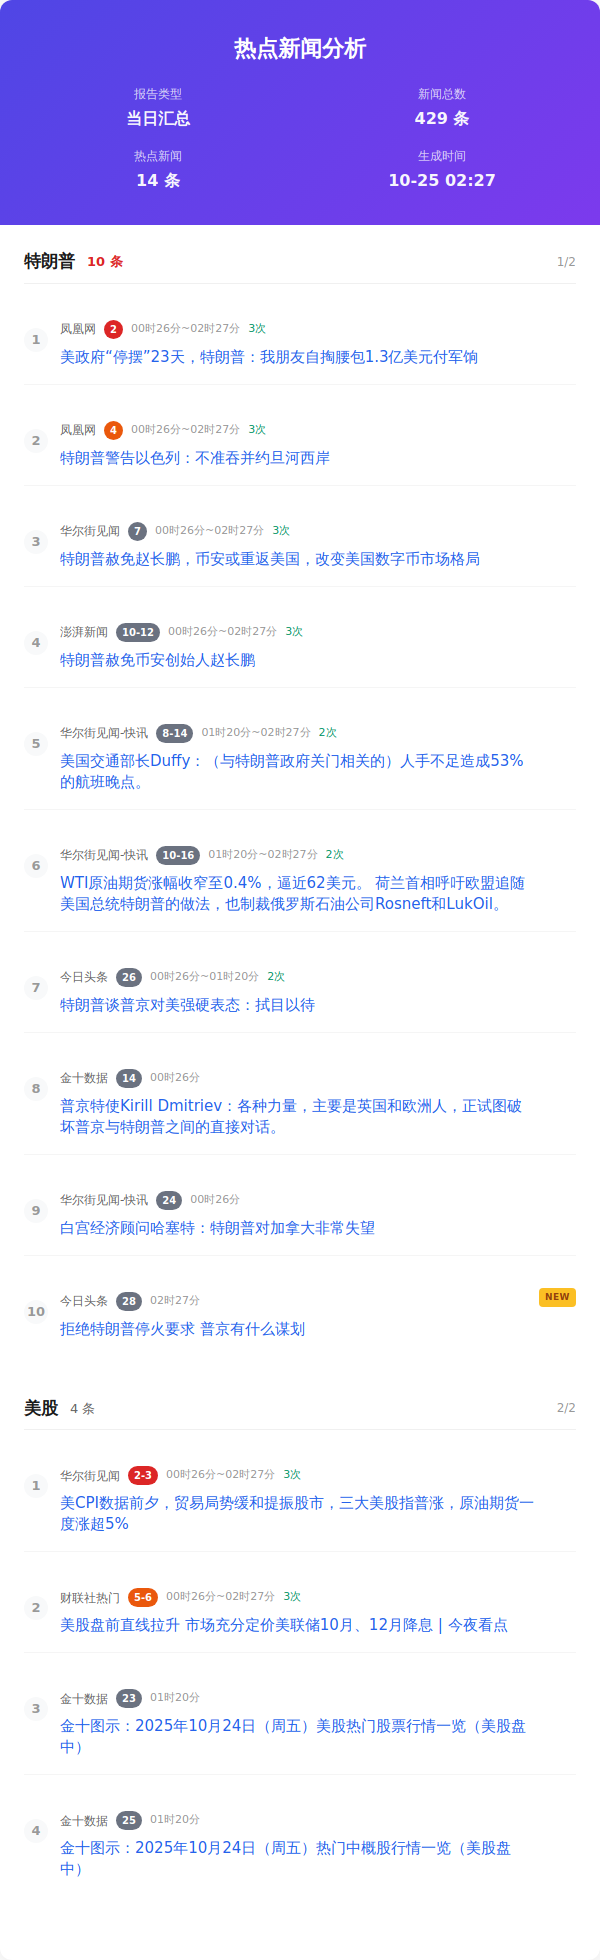 热点新闻分析
报告类型
新闻总数
当日汇总
429 条
热点新闻
生成时间
14 条
10-25 02:27
特朗普 10 条 1/2
1
凤凰网 2 00时26分~02时27分 3次
美政府“停摆”23天，特朗普：我朋友自掏腰包1.3亿美元付军饷
2
凤凰网 4 00时26分~02时27分 3次
特朗普警告以色列：不准吞并约旦河西岸
3
华尔街见闻 7 00时26分~02时27分 3次
特朗普赦免赵长鹏，币安或重返美国，改变美国数字币市场格局
4
澎湃新闻 10-12 00时26分~02时27分 3次
特朗普赦免币安创始人赵长鹏
5
华尔街见闻-快讯 8-14 01时20分~02时27分 2次
美国交通部长Duffy：（与特朗普政府关门相关的）人手不足造成53%
的航班晚点。
6
华尔街见闻-快讯 10-16 01时20分~02时27分 2次
WTI原油期货涨幅收窄至0.4%，逼近62美元。 荷兰首相呼吁欧盟追随
美国总统特朗普的做法，也制裁俄罗斯石油公司Rosneft和LukOil。
7
今日头条 26 00时26分~01时20分 2次
特朗普谈普京对美强硬表态：拭目以待
8
金十数据 14 00时26分
普京特使Kirill Dmitriev：各种力量，主要是英国和欧洲人，正试图破
坏普京与特朗普之间的直接对话。
9
华尔街见闻-快讯 24 00时26分
白宫经济顾问哈塞特：特朗普对加拿大非常失望
10
今日头条 28 02时27分 NEW
拒绝特朗普停火要求 普京有什么谋划
美股 4 条 2/2
1
华尔街见闻 2-3 00时26分~02时27分 3次
美CPI数据前夕，贸易局势缓和提振股市，三大美股指普涨，原油期货一
度涨超5%
2
财联社热门 5-6 00时26分~02时27分 3次
美股盘前直线拉升 市场充分定价美联储10月、12月降息 | 今夜看点
3
金十数据 23 01时20分
金十图示：2025年10月24日（周五）美股热门股票行情一览（美股盘
中）
4
金十数据 25 01时20分
金十图示：2025年10月24日（周五）热门中概股行情一览（美股盘
中）